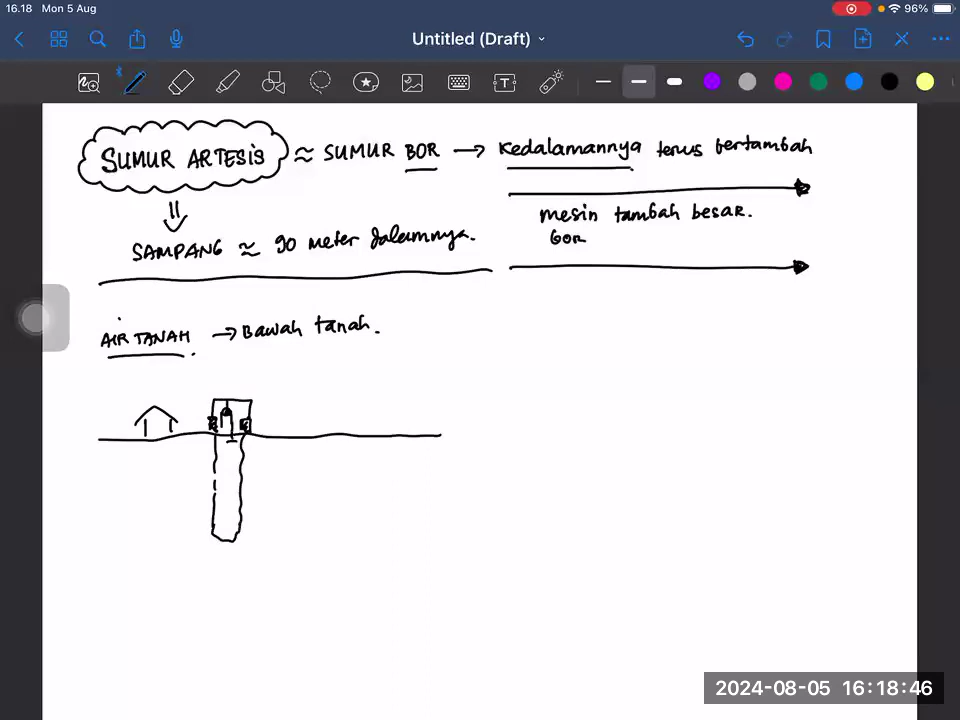 16.18 Mon 5 Aug
96%
Untitled (Draft)
SUMUR ARTESIS ≈ SUMUR BOR → Kedalamannya terus bertambah
mesin tambah besar.
bor
⇓
SAMPANG ≈ 90 meter dalamnya.
AIR TANAH → Bawah tanah.
2024-08-05 16:18:46